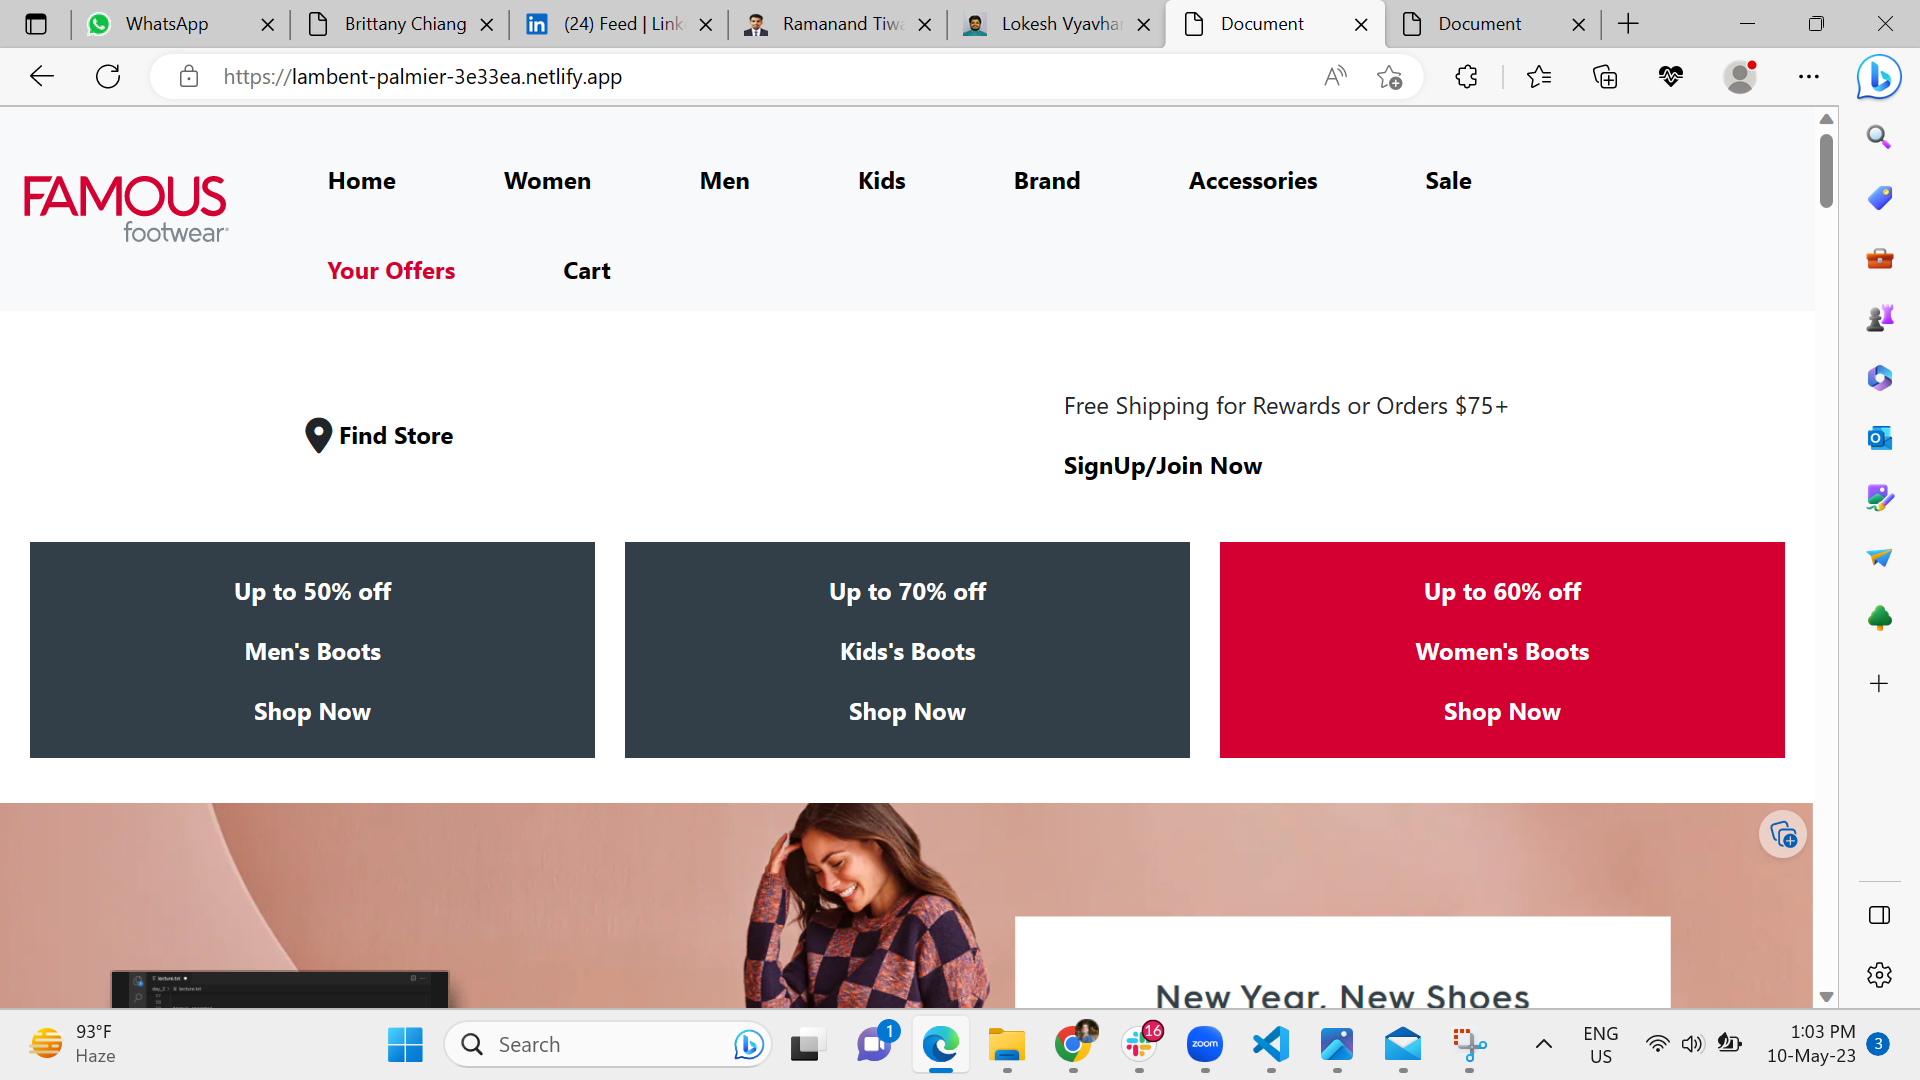 WhatsApp
Brittany Chiang
(24) Feed | Link
Ramanand Tiwa
Lokesh Vyavhar
Document
Document
https://lambent-palmier-3e33ea.netlify.app
FAMOUS
footwear
Home
Women
Men
Kids
Brand
Accessories
Sale
Your Offers
Cart
Find Store
Free Shipping for Rewards or Orders $75+
SignUp/Join Now
Up to 50% off
Men's Boots
Shop Now
Up to 70% off
Kids's Boots
Shop Now
Up to 60% off
Women's Boots
Shop Now
New Year, New Shoes
93°F
Haze
Search
1
16
zoom
ENG
US
1:03 PM
10-May-23
3